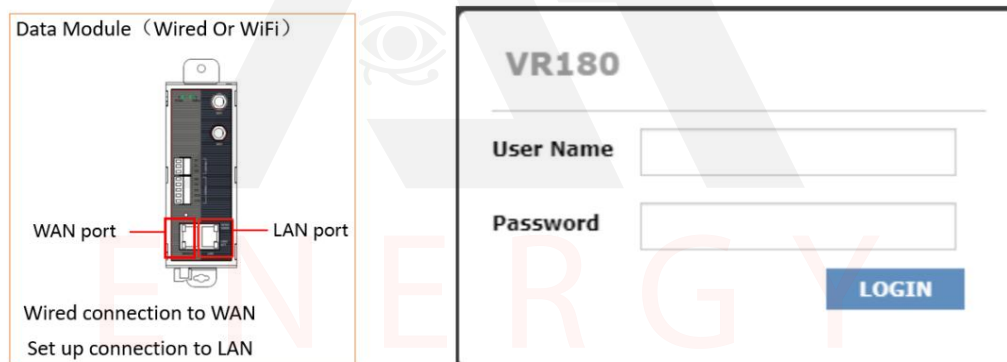 Data Module（Wired Or WiFi）
WAN port
LAN port
Wired connection to WAN
Set up connection to LAN
VR180
User Name
Password
LOGIN
ENERGY